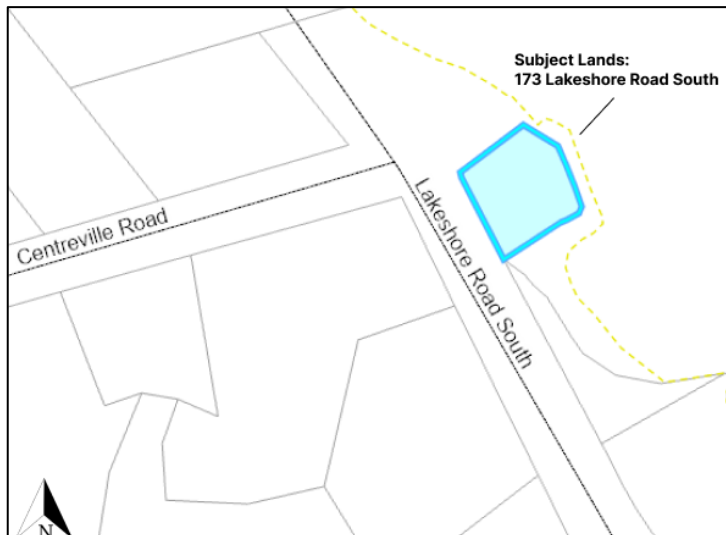 Subject Lands:
173 Lakeshore Road South
Centreville Road
Lakeshore Road South
N